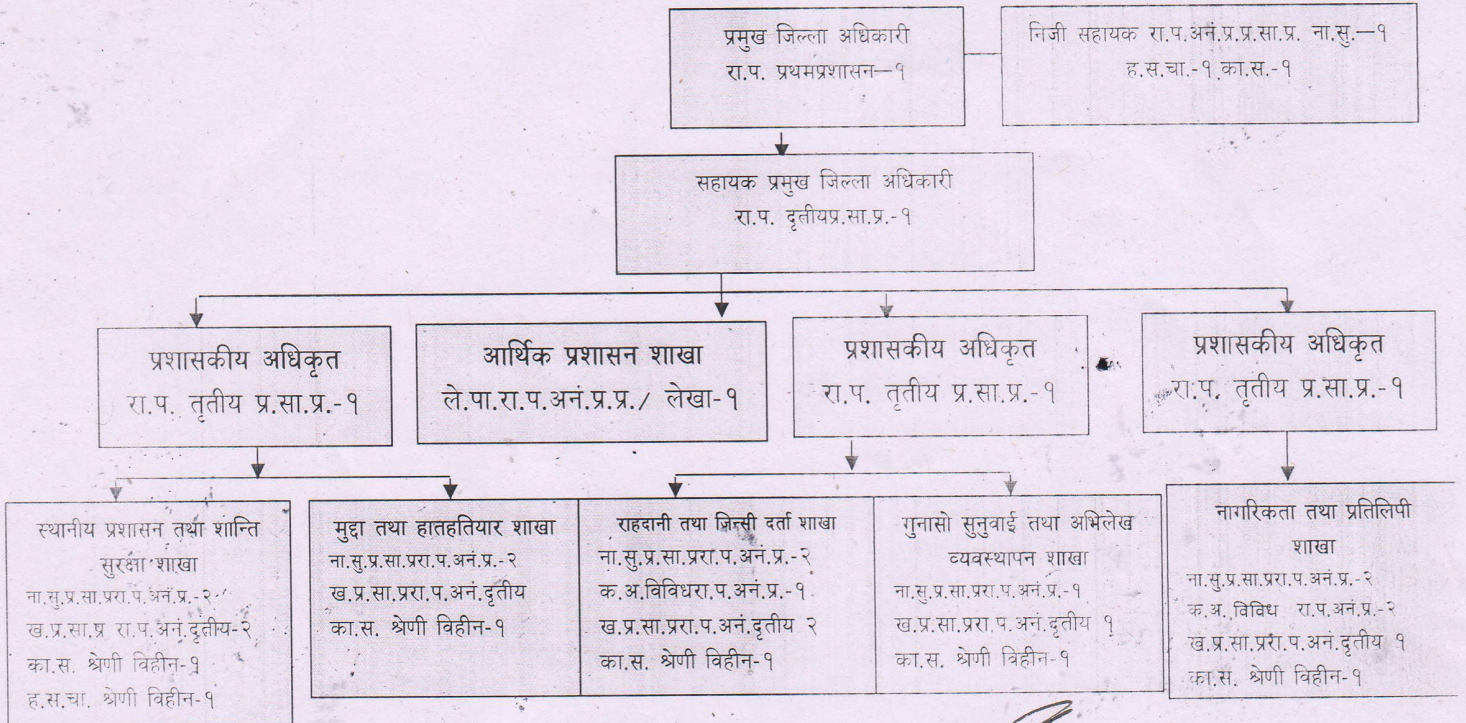 प्रमुख जिल्ला अधिकारी
रा.प. प्रथमप्रशासन—१
निजी सहायक रा.प.अनं.प्र.प्र.सा.प्र. ना.सु.—१
ह.स.चा.-१ का.स.-१
सहायक प्रमुख जिल्ला अधिकारी
रा.प. दृतीयप्र.सा.प्र.-१
प्रशासकीय अधिकृत
रा.प. तृतीय प्र.सा.प्र.-१
आर्थिक प्रशासन शाखा
ले.पा.रा.प.अनं.प्र.प्र./ लेखा-१
प्रशासकीय अधिकृत
रा.प. तृतीय प्र.सा.प्र.-१
प्रशासकीय अधिकृत
रा.प. तृतीय प्र.सा.प्र.-१
स्थानीय प्रशासन तथा शान्ति
सुरक्षा शाखा
ना.सु.प्र.सा.प्ररा.प.अनं.प्र.-२
ख.प्र.सा.प्र रा.प.अनं.दृतीय-२
का.स. श्रेणी विहीन-१
ह.स.चा. श्रेणी विहीन-१
मुद्दा तथा हातहतियार शाखा
ना.सु.प्र.सा.प्ररा.प.अनं.प्र.-२
ख.प्र.सा.प्ररा.प.अनं.दृतीय
का.स. श्रेणी विहीन-१
राहदानी तथा जिन्सी दर्ता शाखा
ना.सु.प्र.सा.प्ररा.प.अनं.प्र.-२
क.अ.विविधरा.प.अनं.प्र.-१
ख.प्र.सा.प्ररा.प.अनं.दृतीय २
का.स. श्रेणी विहीन-१
गुनासो सुनुवाई तथा अभिलेख
व्यवस्थापन शाखा
ना.सु.प्र.सा.प्ररा.प.अनं.प्र.-१
ख.प्र.सा.प्ररा.प.अनं.दृतीय १
का.स. श्रेणी विहीन-१
नागरिकता तथा प्रतिलिपी
शाखा
ना.सु.प्र.सा.प्ररा.प.अनं.प्र.-२
क.अ. विविध रा.प.अनं.प्र.-२
ख.प्र.सा.प्ररा.प.अनं.दृतीय १
का.स. श्रेणी विहीन-१